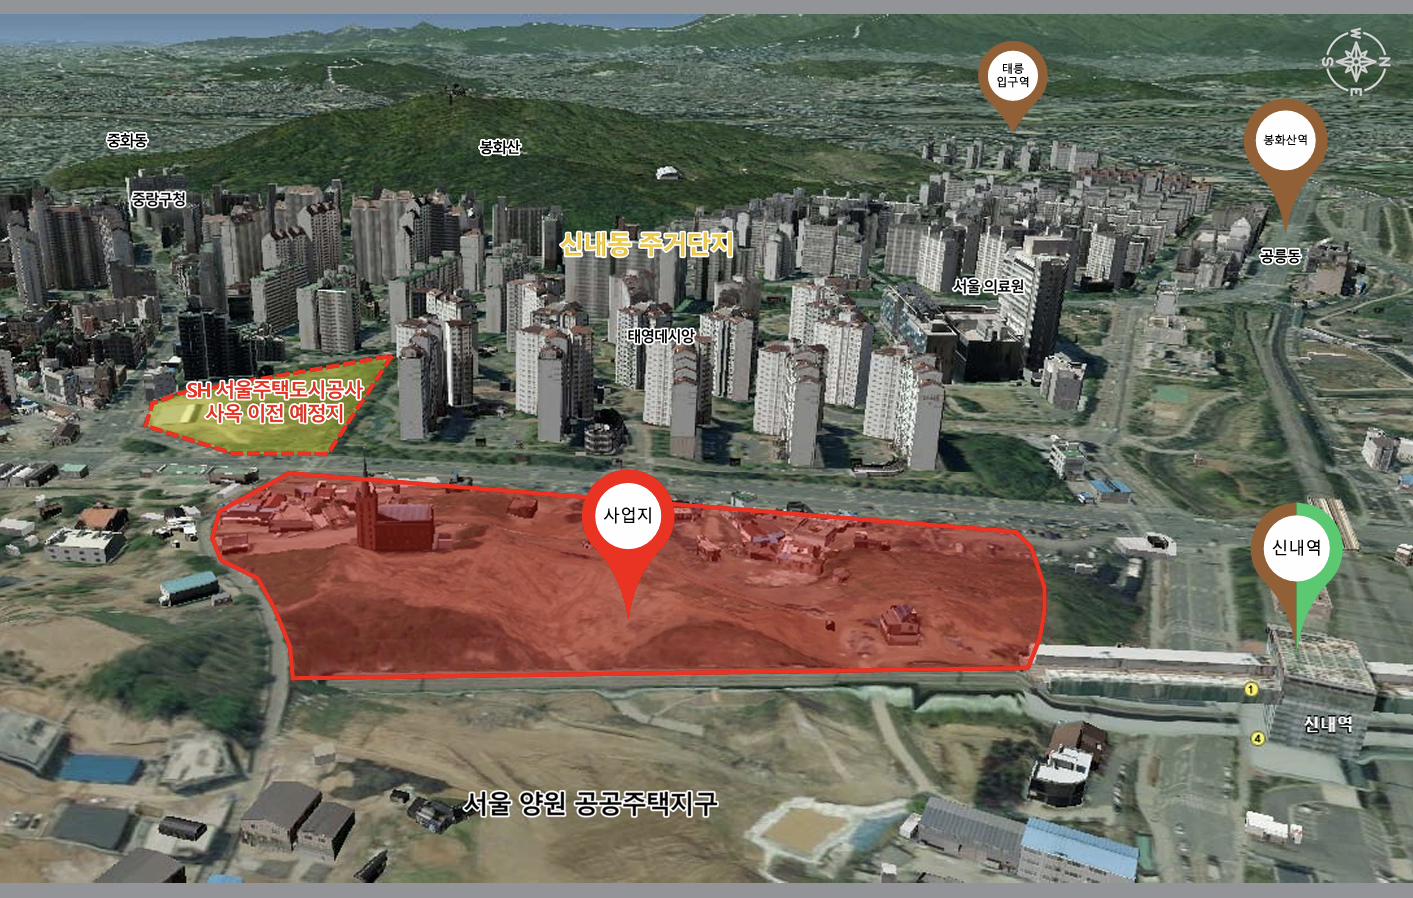 W
S
N
E
태릉
입구역
봉화산역
중화동
봉화산
중랑구청
신내동 주거단지
공릉동
서울 의료원
태영데시앙
SH 서울주택도시공사
사옥 이전 예정지
사업지
신내역
1
신내역
4
서울 양원 공공주택지구